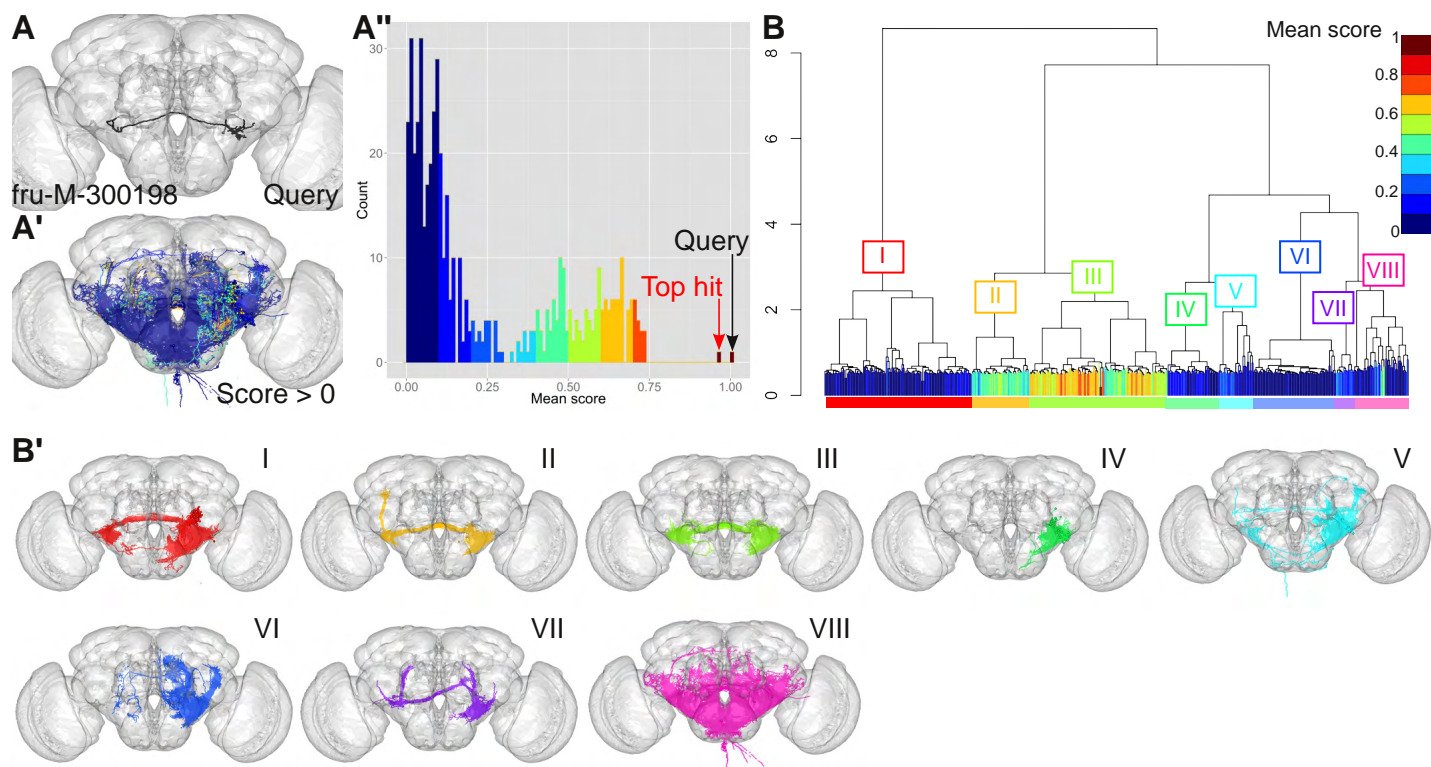 A
fru-M-300198 Query
A'
Score > 0
A"
30
20
10
0
Count
0.00 0.25 0.50 0.75 1.00
Mean score
Top hit
Query
B
Mean score
1
0.8
0.6
0.4
0.2
0
8
6
4
2
0
I
II
III
IV
V
VI
VII
VIII
B'
I
II
III
IV
V
VI
VII
VIII